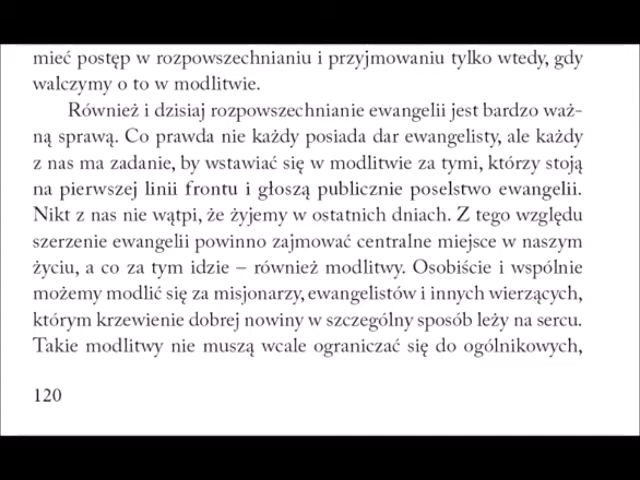 mieć postęp w rozpowszechnianiu i przyjmowaniu tylko wtedy, gdy
walczymy o to w modlitwie.
Również i dzisiaj rozpowszechnianie ewangelii jest bardzo waż-
ną sprawą. Co prawda nie każdy posiada dar ewangelisty, ale każdy
z nas ma zadanie, by wstawiać się w modlitwie za tymi, którzy stoją
na pierwszej linii frontu i głoszą publicznie poselstwo ewangelii.
Nikt z nas nie wątpi, że żyjemy w ostatnich dniach. Z tego względu
szerzenie ewangelii powinno zajmować centralne miejsce w naszym
życiu, a co za tym idzie – również modlitwy. Osobiście i wspólnie
możemy modlić się za misjonarzy, ewangelistów i innych wierzących,
którym krzewienie dobrej nowiny w szczególny sposób leży na sercu.
Takie modlitwy nie muszą wcale ograniczać się do ogólnikowych,
120